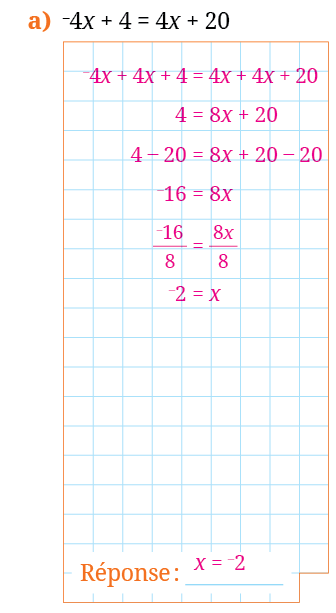 a) ⁻4x + 4 = 4x + 20
⁻4x + 4x + 4 = 4x + 4x + 20
4 = 8x + 20
4 – 20 = 8x + 20 – 20
⁻16 = 8x
⁻16/8 = 8x/8
⁻2 = x
Réponse : x = ⁻2